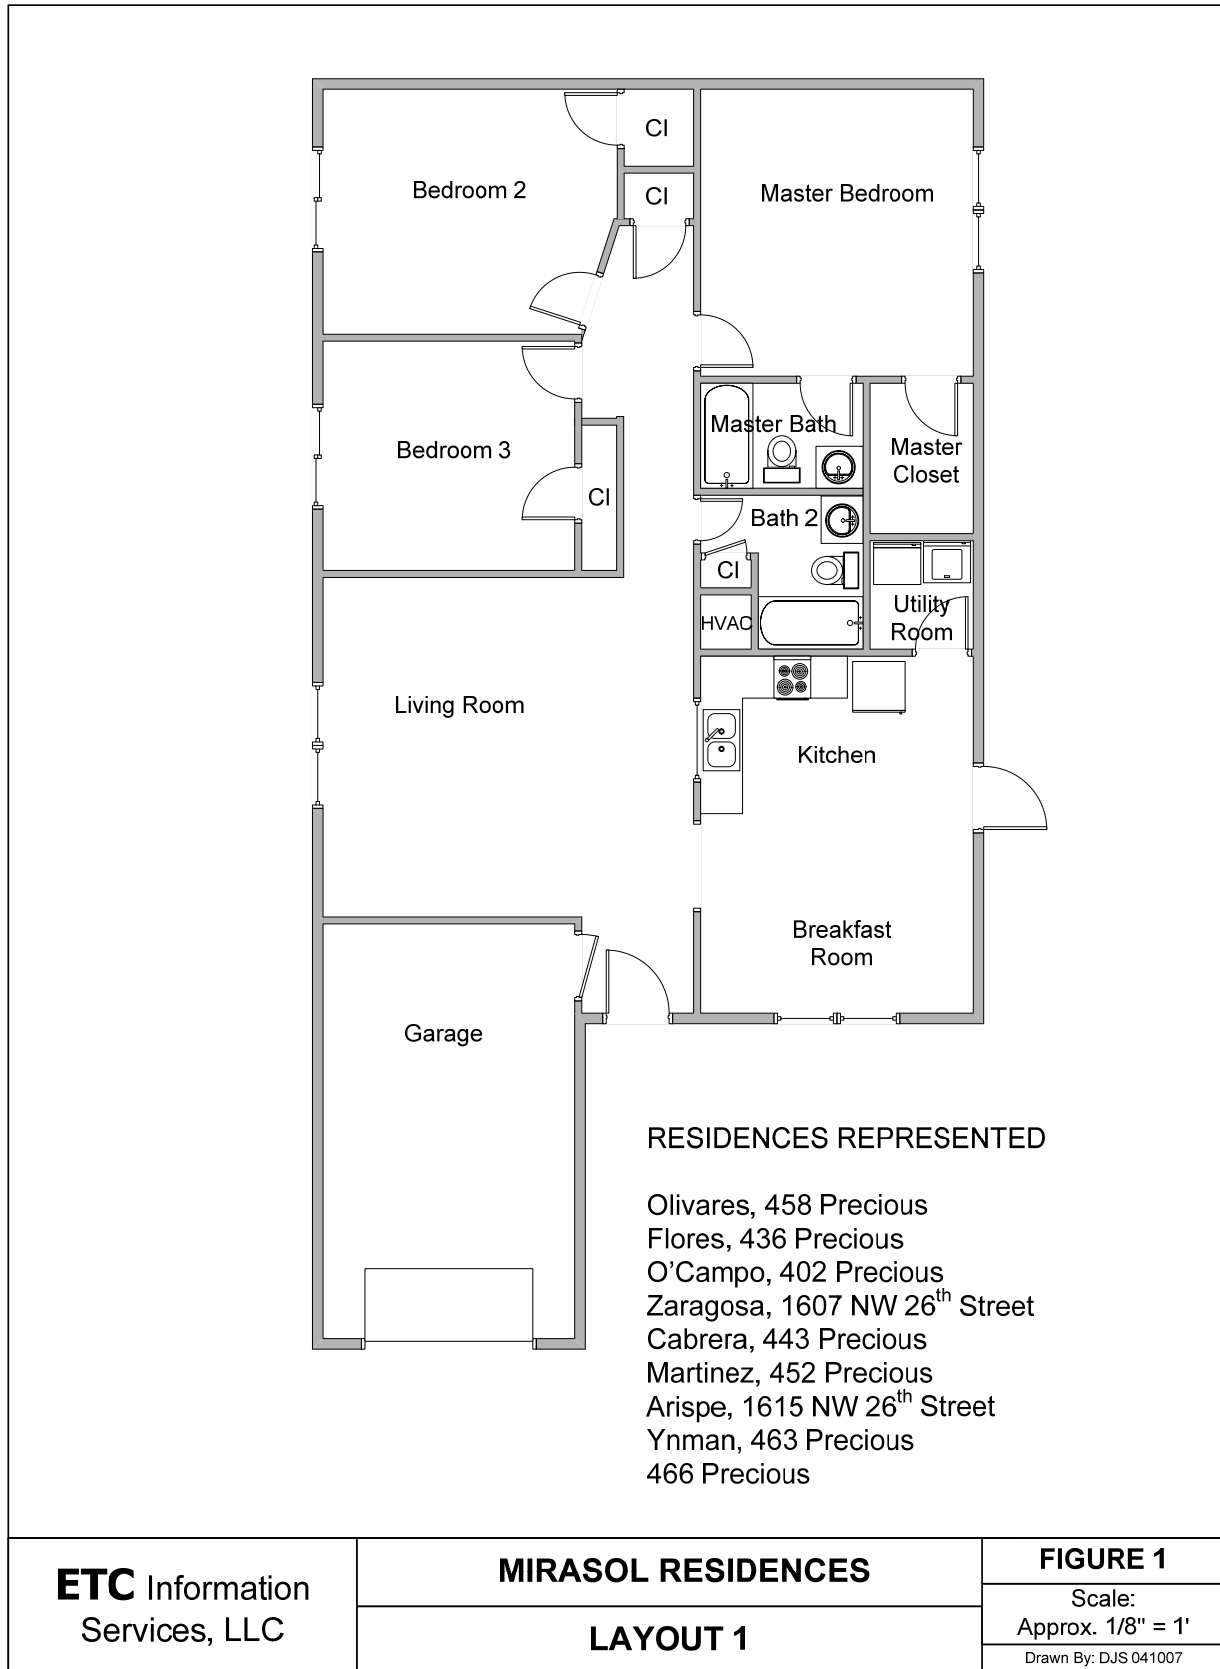 Cl
Bedroom 2
Master Bedroom
Cl
Master Bath
Bedroom 3
Master
Closet
Cl
Bath 2
Cl
Utility
Room
HVAC
Living Room
Kitchen
Breakfast
Room
Garage
RESIDENCES REPRESENTED
Olivares, 458 Precious
Flores, 436 Precious
O'Campo, 402 Precious
Zaragosa, 1607 NW 26th Street
Cabrera, 443 Precious
Martinez, 452 Precious
Arispe, 1615 NW 26th Street
Ynman, 463 Precious
466 Precious
ETC Information
Services, LLC
MIRASOL RESIDENCES
LAYOUT 1
FIGURE 1
Scale:
Approx. 1/8" = 1'
Drawn By: DJS 041007